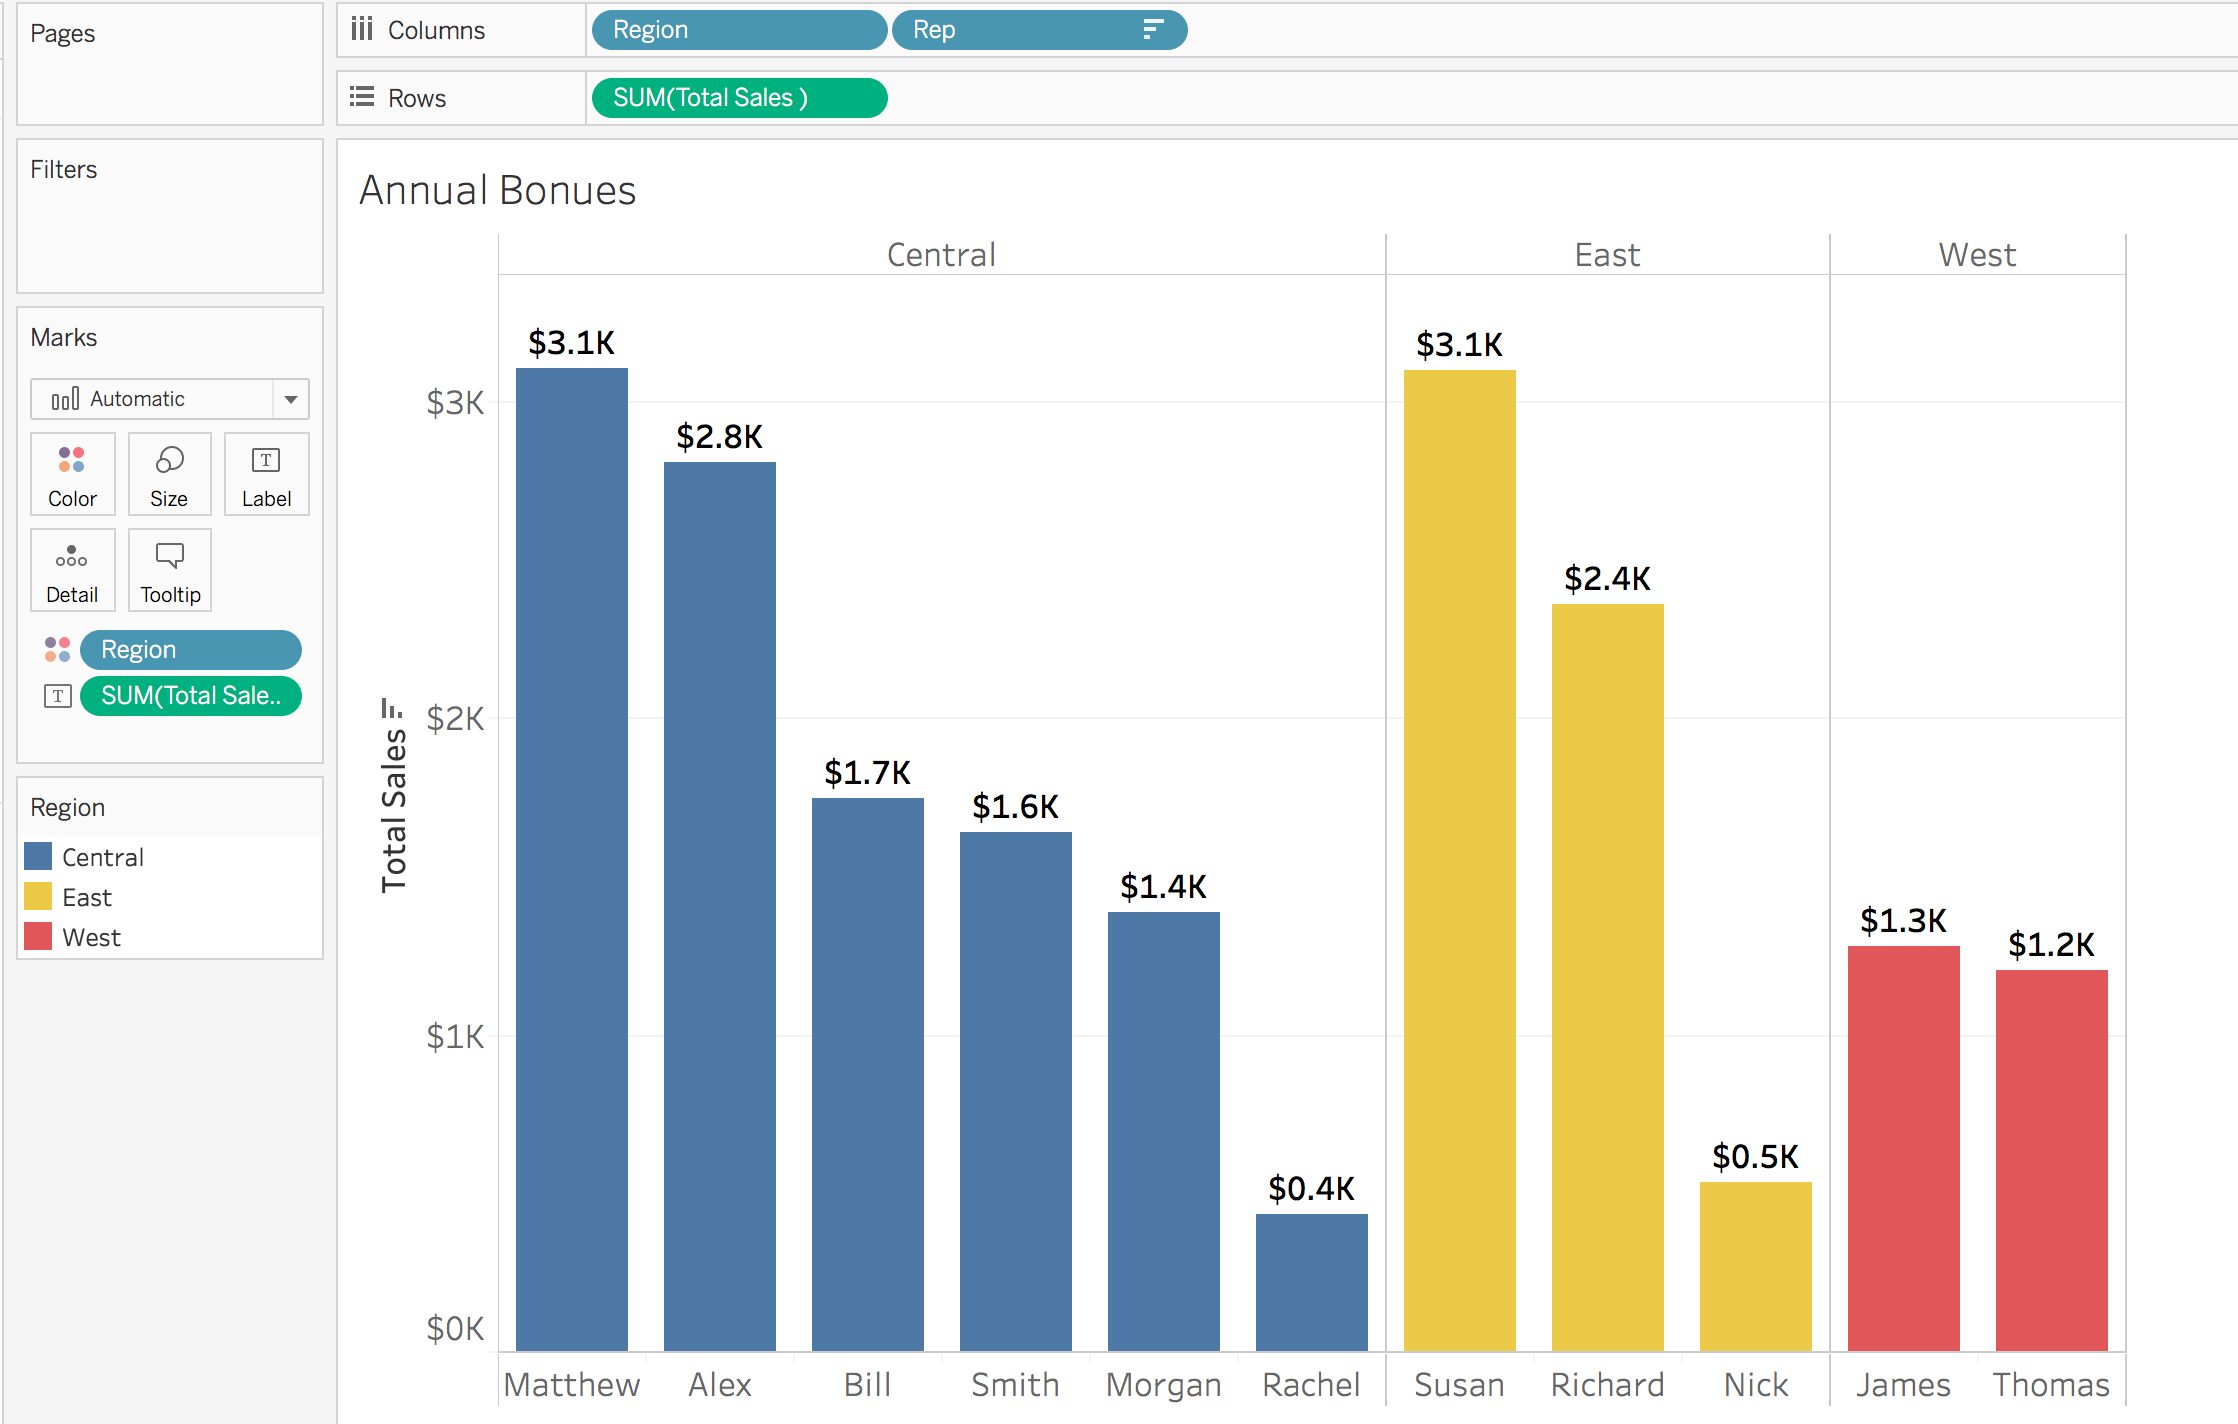 Pages
Columns
Region
Rep
Rows
SUM(Total Sales )
Filters
Marks
Automatic
Color
Size
T
Label
Detail
Tooltip
Region
T
SUM(Total Sale..
Region
Central
East
West
Annual Bonues
Central
East
West
Total Sales
$3K
$2K
$1K
$0K
$3.1K
$2.8K
$1.7K
$1.6K
$1.4K
$0.4K
$3.1K
$2.4K
$0.5K
$1.3K
$1.2K
Matthew
Alex
Bill
Smith
Morgan
Rachel
Susan
Richard
Nick
James
Thomas